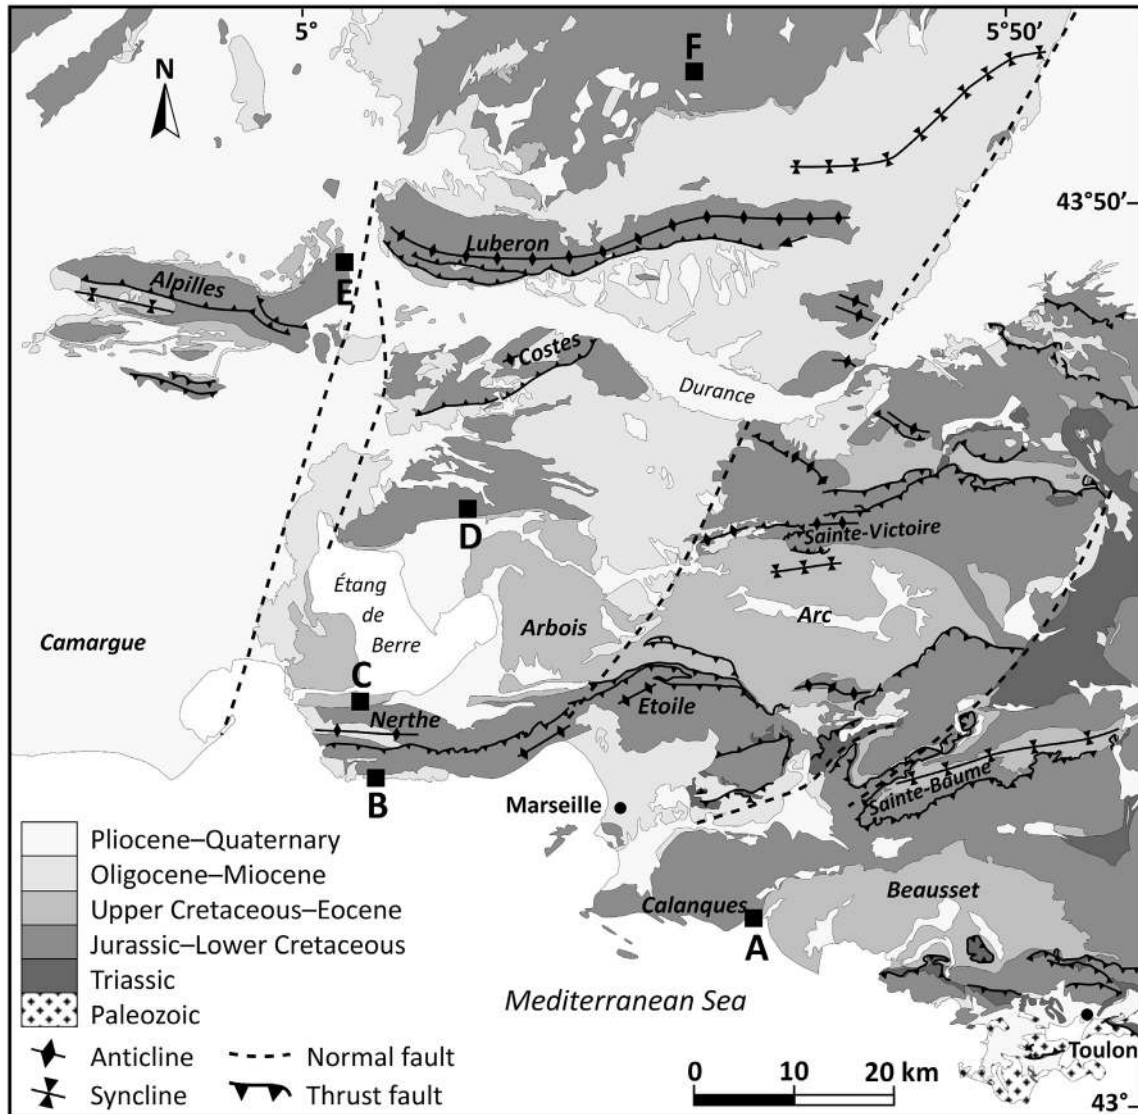 5°
5°50'
F
N
43°50'
Luberon
Alpilles
E
Costes
Durance
D
Sainte-Victoire
Étang
de
Berre
Arbois
Arc
Camargue
C
Nerthe
Etoile
B
Sainte-Baume
Marseille
Pliocene–Quaternary
Oligocene–Miocene
Upper Cretaceous–Eocene
Jurassic–Lower Cretaceous
Triassic
Paleozoic
Anticline
Syncline
Normal fault
Thrust fault
Calanques
A
Beausset
Mediterranean Sea
Toulon
0 10 20 km
43°